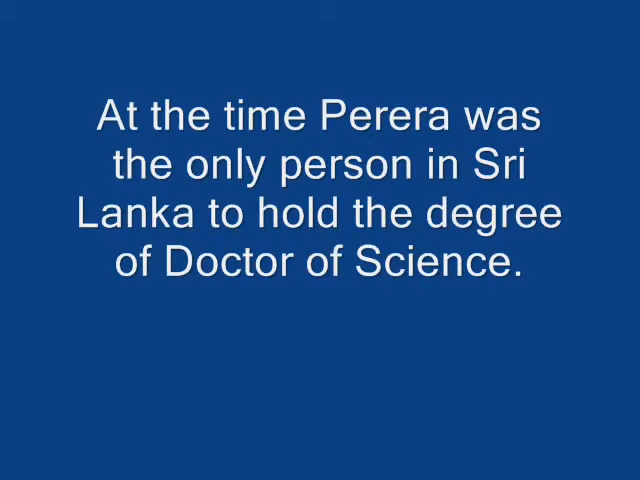 At the time Perera was
the only person in Sri
Lanka to hold the degree
of Doctor of Science.